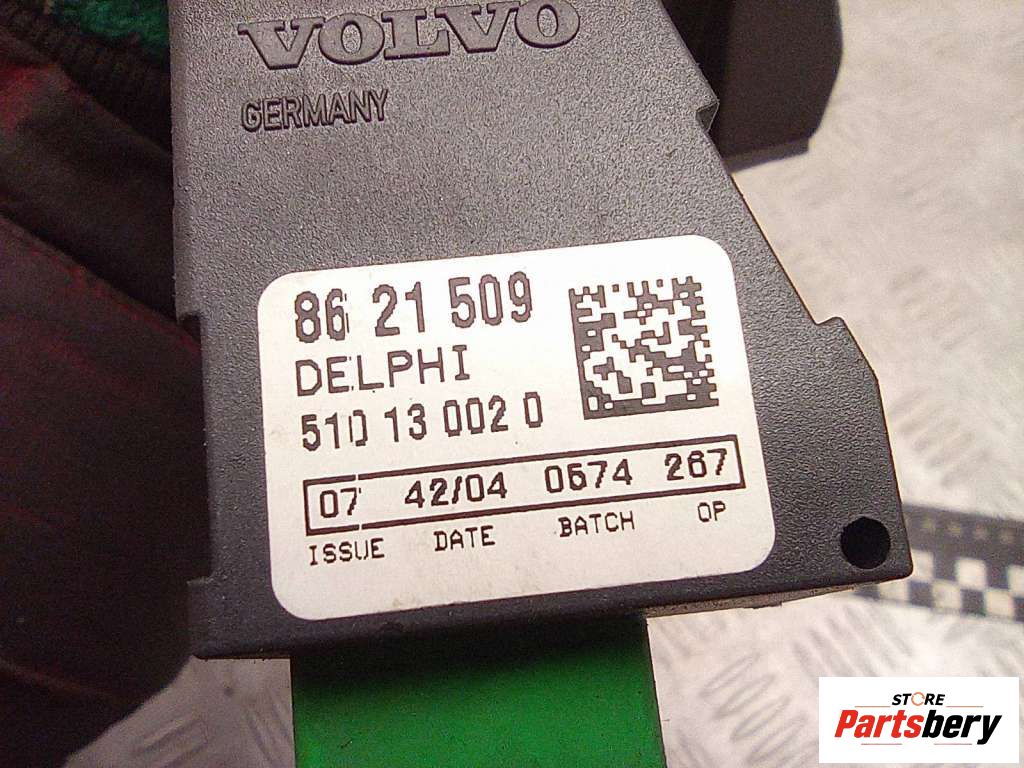 VOLVO
GERMANY
86 21 509
DELPHI
510 13 002 0
07 42/04 0574 267
ISSUE DATE BATCH OP
STORE
Partsbery